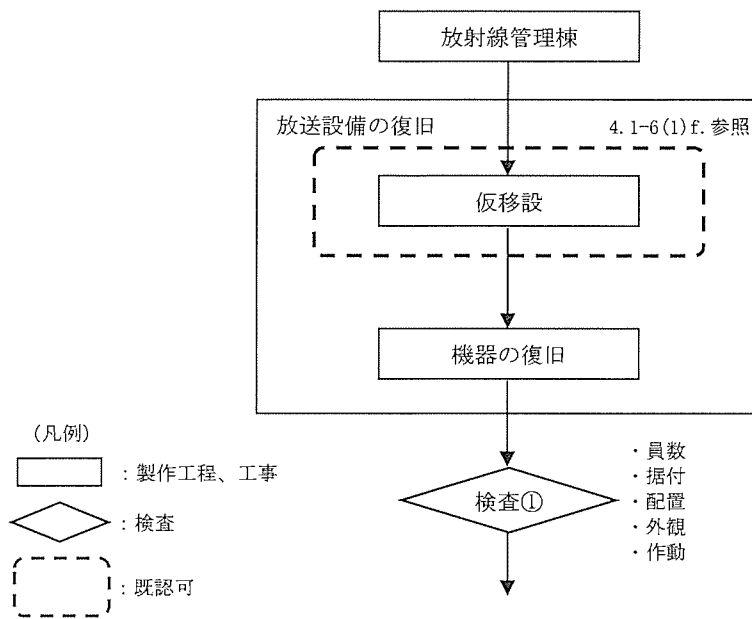 放射線管理棟
放送設備の復旧
4.1-6(1)f.参照
仮移設
機器の復旧
検査①
・員数
・据付
・配置
・外観
・作動
(凡例)
：製作工程、工事
：検査
：既認可